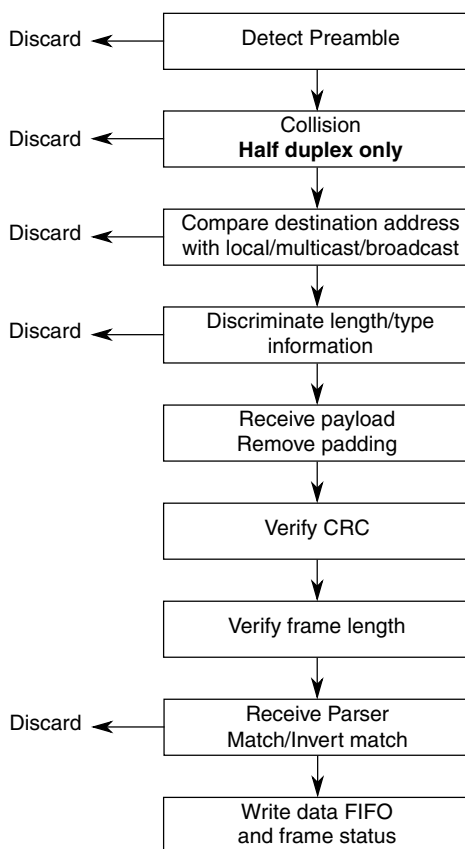 Discard
Detect Preamble
Discard
Collision
Half duplex only
Discard
Compare destination address
with local/multicast/broadcast
Discard
Discriminate length/type
information
Receive payload
Remove padding
Verify CRC
Verify frame length
Discard
Receive Parser
Match/Invert match
Write data FIFO
and frame status